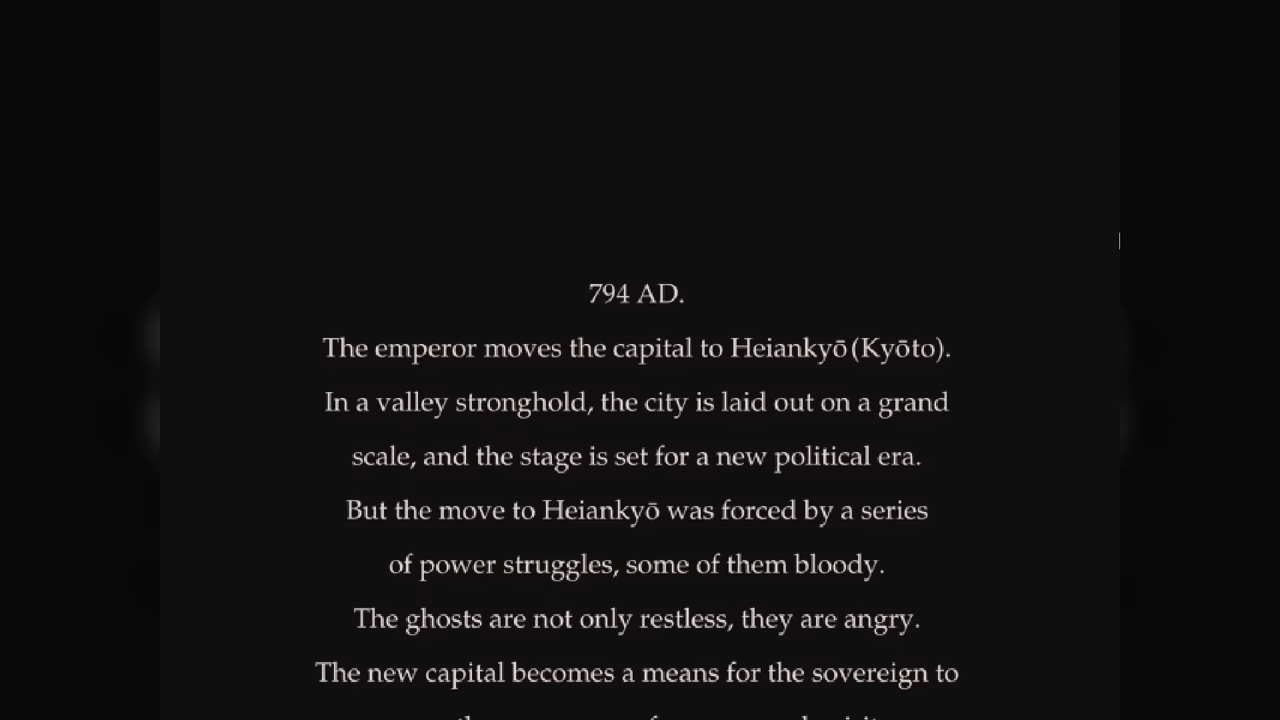 794 AD.
The emperor moves the capital to Heiankyō (Kyōto).
In a valley stronghold, the city is laid out on a grand
scale, and the stage is set for a new political era.
But the move to Heiankyō was forced by a series
of power struggles, some of them bloody.
The ghosts are not only restless, they are angry.
The new capital becomes a means for the sovereign to